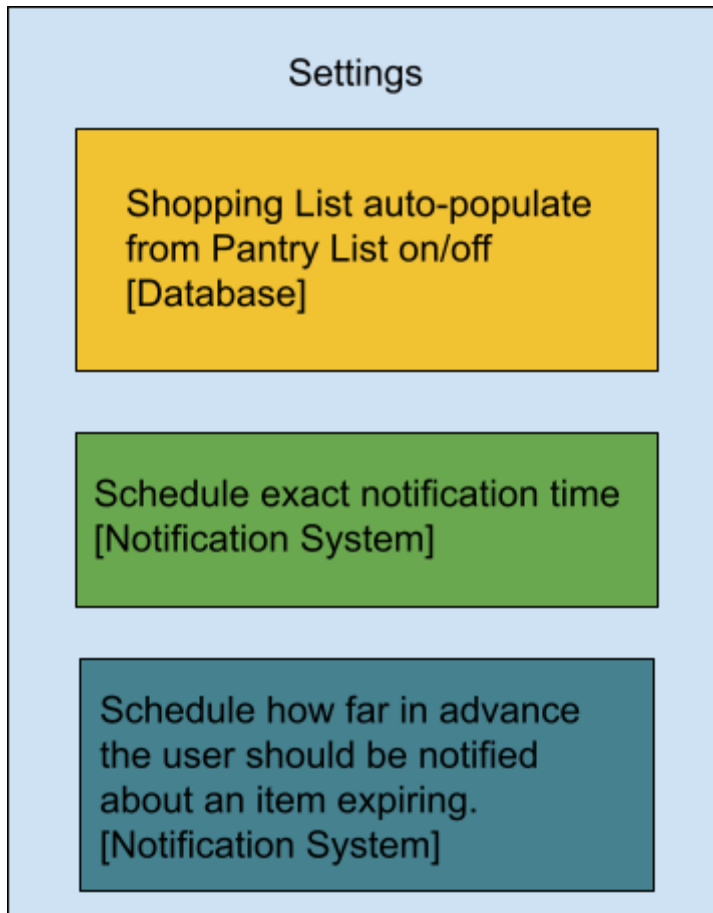 Settings
Shopping List auto-populate
from Pantry List on/off
[Database]
Schedule exact notification time
[Notification System]
Schedule how far in advance
the user should be notified
about an item expiring.
[Notification System]